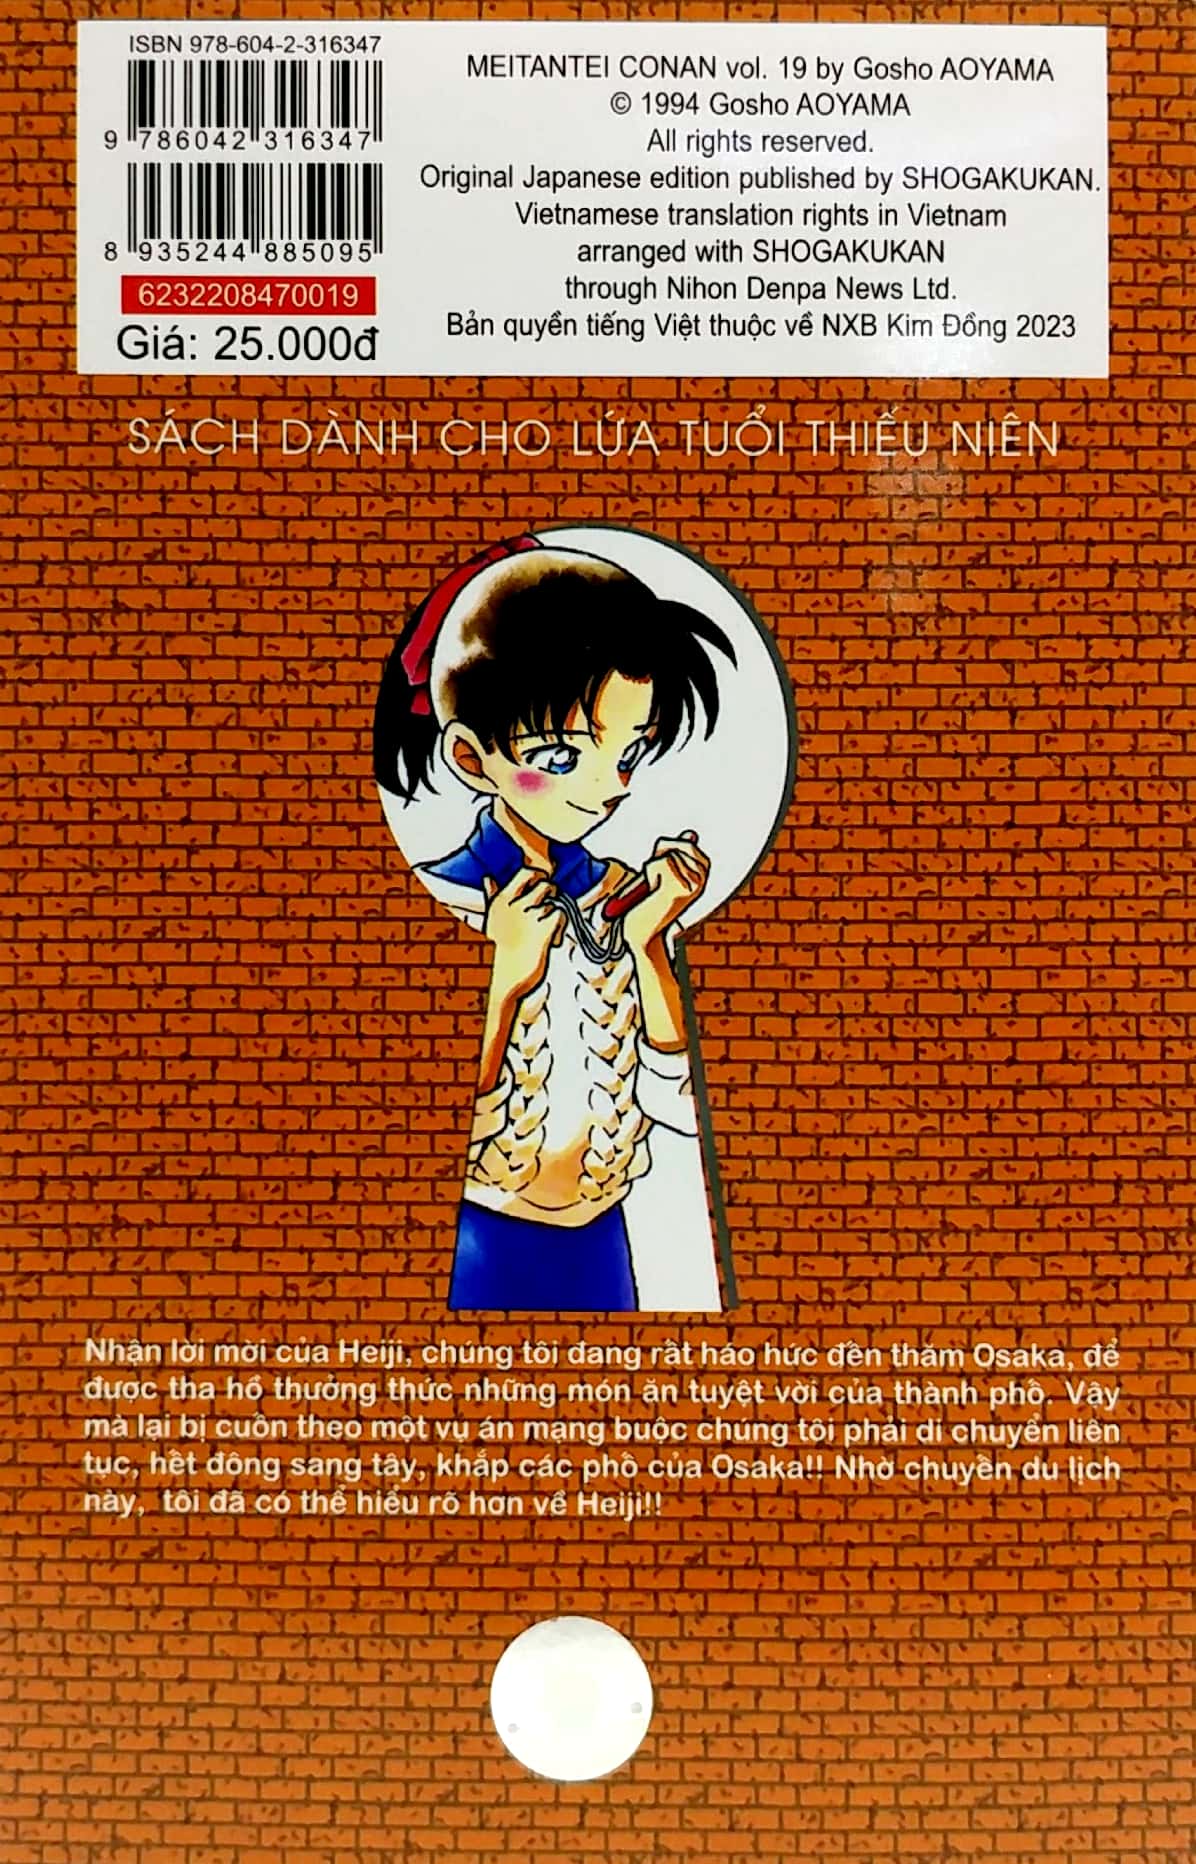 ISBN 978-604-2-316347
9 786042 316347
8 935244 885095
6232208470019
Giá: 25.000đ
MEITANTEI CONAN vol. 19 by Gosho AOYAMA
© 1994 Gosho AOYAMA
All rights reserved.
Original Japanese edition published by SHOGAKUKAN.
Vietnamese translation rights in Vietnam
arranged with SHOGAKUKAN
through Nihon Denpa News Ltd.
Bản quyền tiếng Việt thuộc về NXB Kim Đồng 2023
SÁCH DÀNH CHO LỨA TUỔI THIẾU NIÊN
Nhận lời mời của Heiji, chúng tôi đang rất háo hức đến thăm Osaka, để
được tha hồ thưởng thức những món ăn tuyệt vời của thành phố. Vậy
mà lại bị cuốn theo một vụ án mạng buộc chúng tôi phải di chuyển liên
tục, hết đông sang tây, khắp các phố của Osaka!! Nhờ chuyến du lịch
này, tôi đã có thể hiểu rõ hơn về Heiji!!